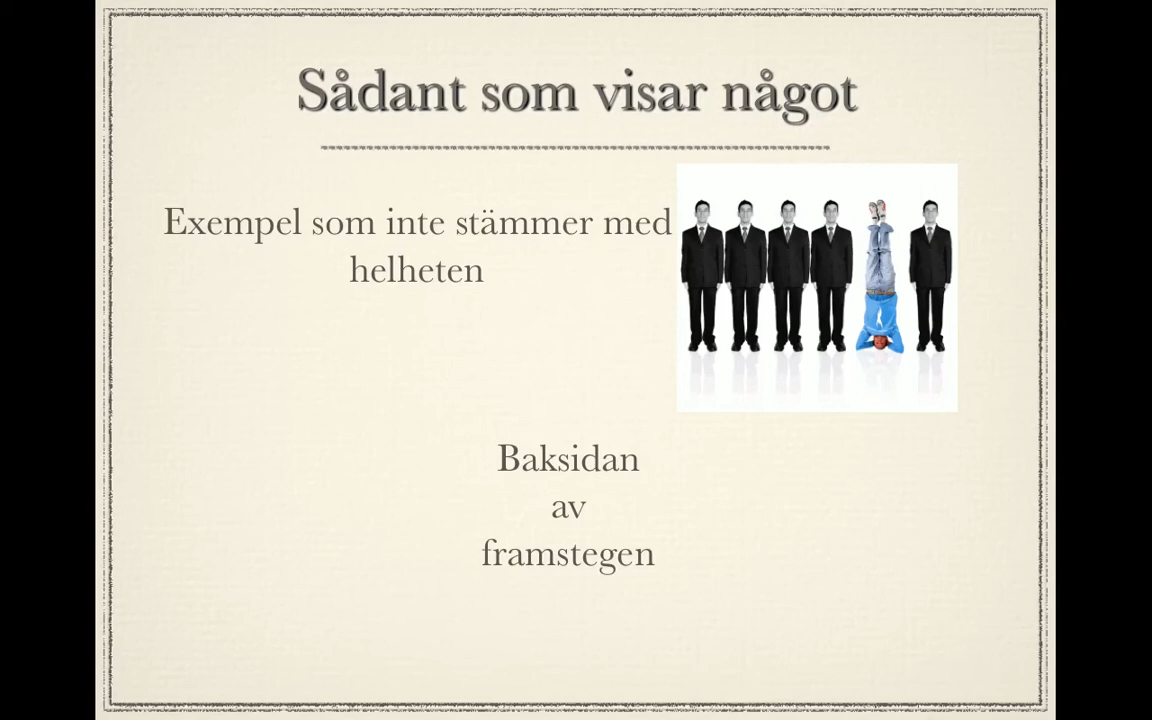 Sådant som visar något
Exempel som inte stämmer med
helheten
Baksidan
av
framstegen